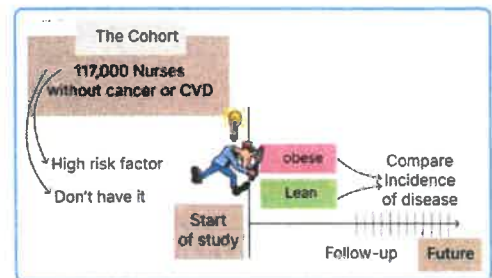 The Cohort
117,000 Nurses
without cancer or CVD
High risk factor
Don't have it
obese
Lean
Compare
Incidence
of disease
Start
of study
Follow-up
Future